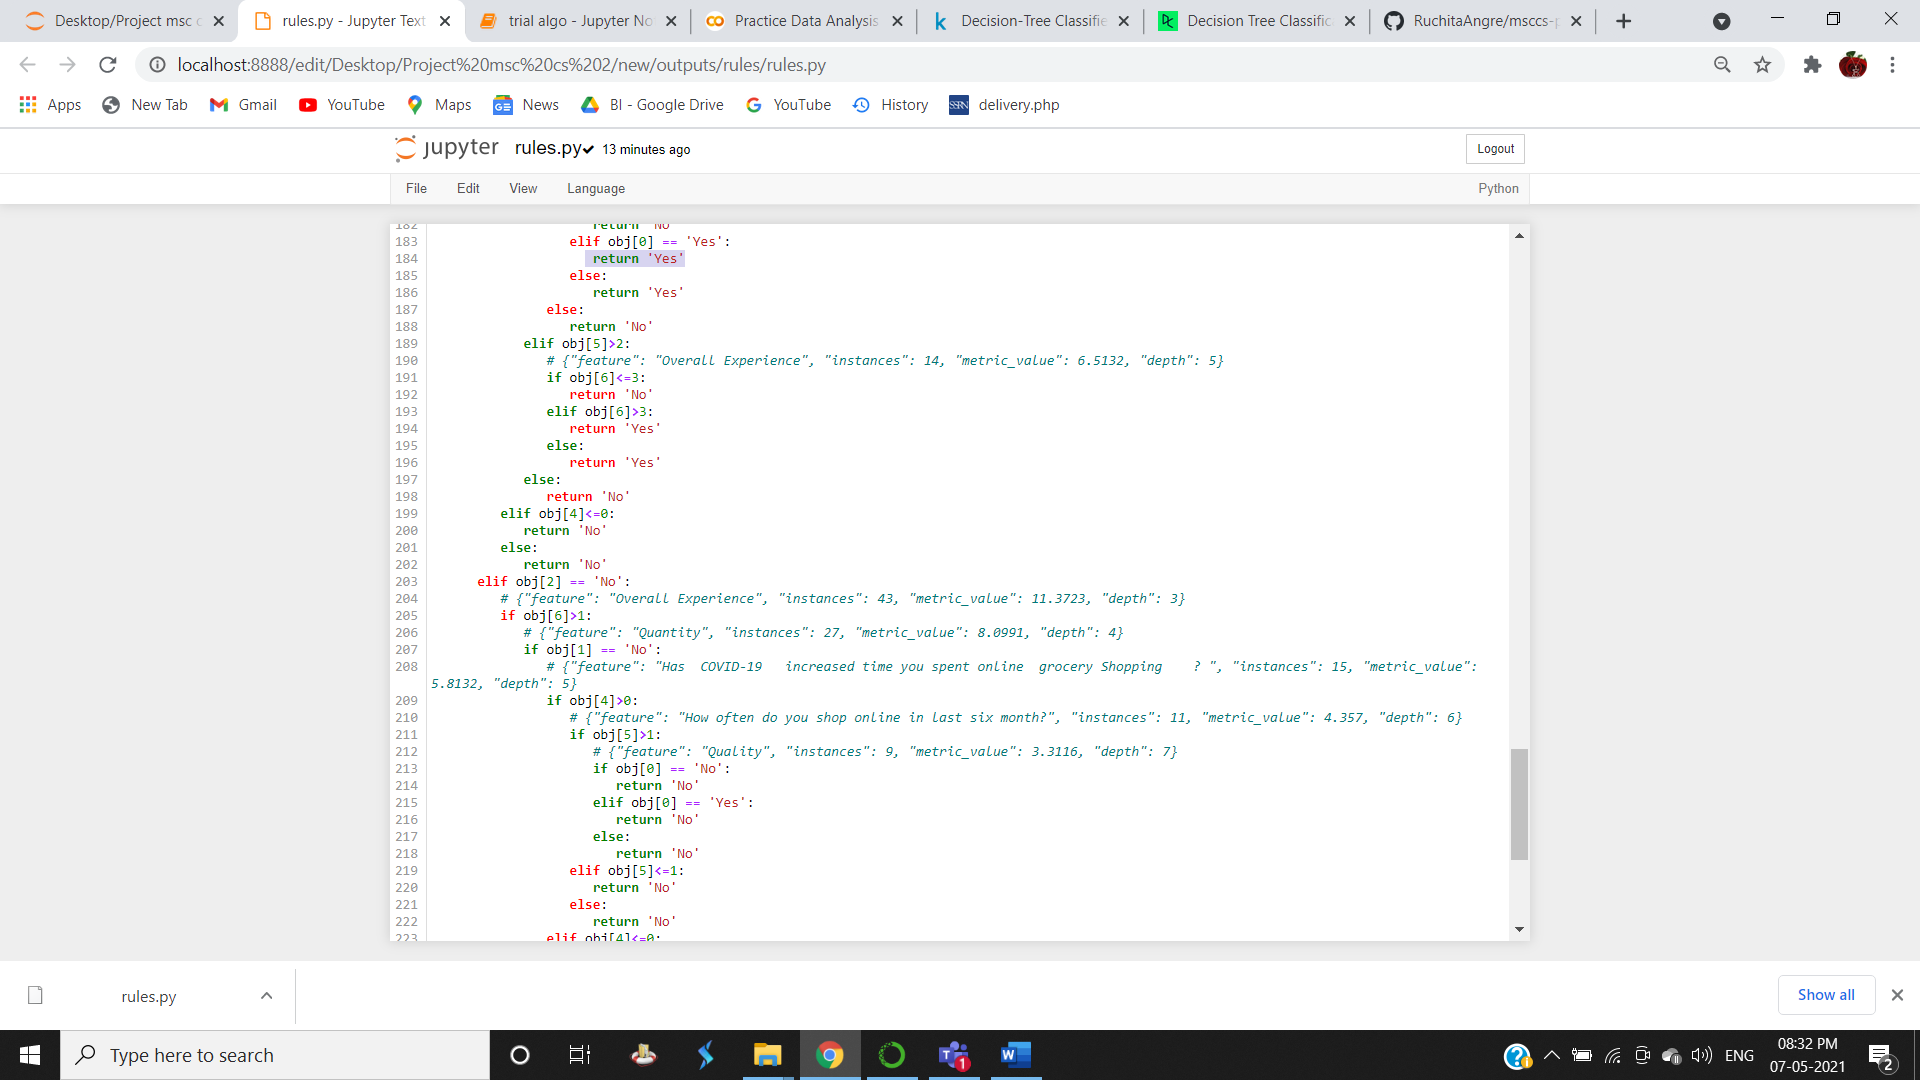 Desktop/Project msc c
rules.py - Jupyter Text
trial algo - Jupyter No
Practice Data Analysis
Decision-Tree Classifie
Decision Tree Classific
RuchitaAngre/msccs-p
localhost:8888/edit/Desktop/Project%20msc%20cs%202/new/outputs/rules/rules.py
Apps New Tab Gmail YouTube Maps News BI - Google Drive YouTube History delivery.php
jupyter rules.py 13 minutes ago Logout
File Edit View Language Python
182 return 'No'
183 elif obj[0] == 'Yes':
184 return 'Yes'
185 else:
186 return 'Yes'
187 else:
188 return 'No'
189 elif obj[5]>2:
190 # {"feature": "Overall Experience", "instances": 14, "metric_value": 6.5132, "depth": 5}
191 if obj[6]<=3:
192 return 'No'
193 elif obj[6]>3:
194 return 'Yes'
195 else:
196 return 'Yes'
197 else:
198 return 'No'
199 elif obj[4]<=0:
200 return 'No'
201 else:
202 return 'No'
203 elif obj[2] == 'No':
204 # {"feature": "Overall Experience", "instances": 43, "metric_value": 11.3723, "depth": 3}
205 if obj[6]>1:
206 # {"feature": "Quantity", "instances": 27, "metric_value": 8.0991, "depth": 4}
207 if obj[1] == 'No':
208 # {"feature": "Has  COVID-19   increased time you spent online  grocery Shopping    ? ", "instances": 15, "metric_value":
5.8132, "depth": 5}
209 if obj[4]>0:
210 # {"feature": "How often do you shop online in last six month?", "instances": 11, "metric_value": 4.357, "depth": 6}
211 if obj[5]>1:
212 # {"feature": "Quality", "instances": 9, "metric_value": 3.3116, "depth": 7}
213 if obj[0] == 'No':
214 return 'No'
215 elif obj[0] == 'Yes':
216 return 'No'
217 else:
218 return 'No'
219 elif obj[5]<=1:
220 return 'No'
221 else:
222 return 'No'
223 elif obj[4]<=0:
rules.py
Show all
Type here to search
ENG
08:32 PM
07-05-2021